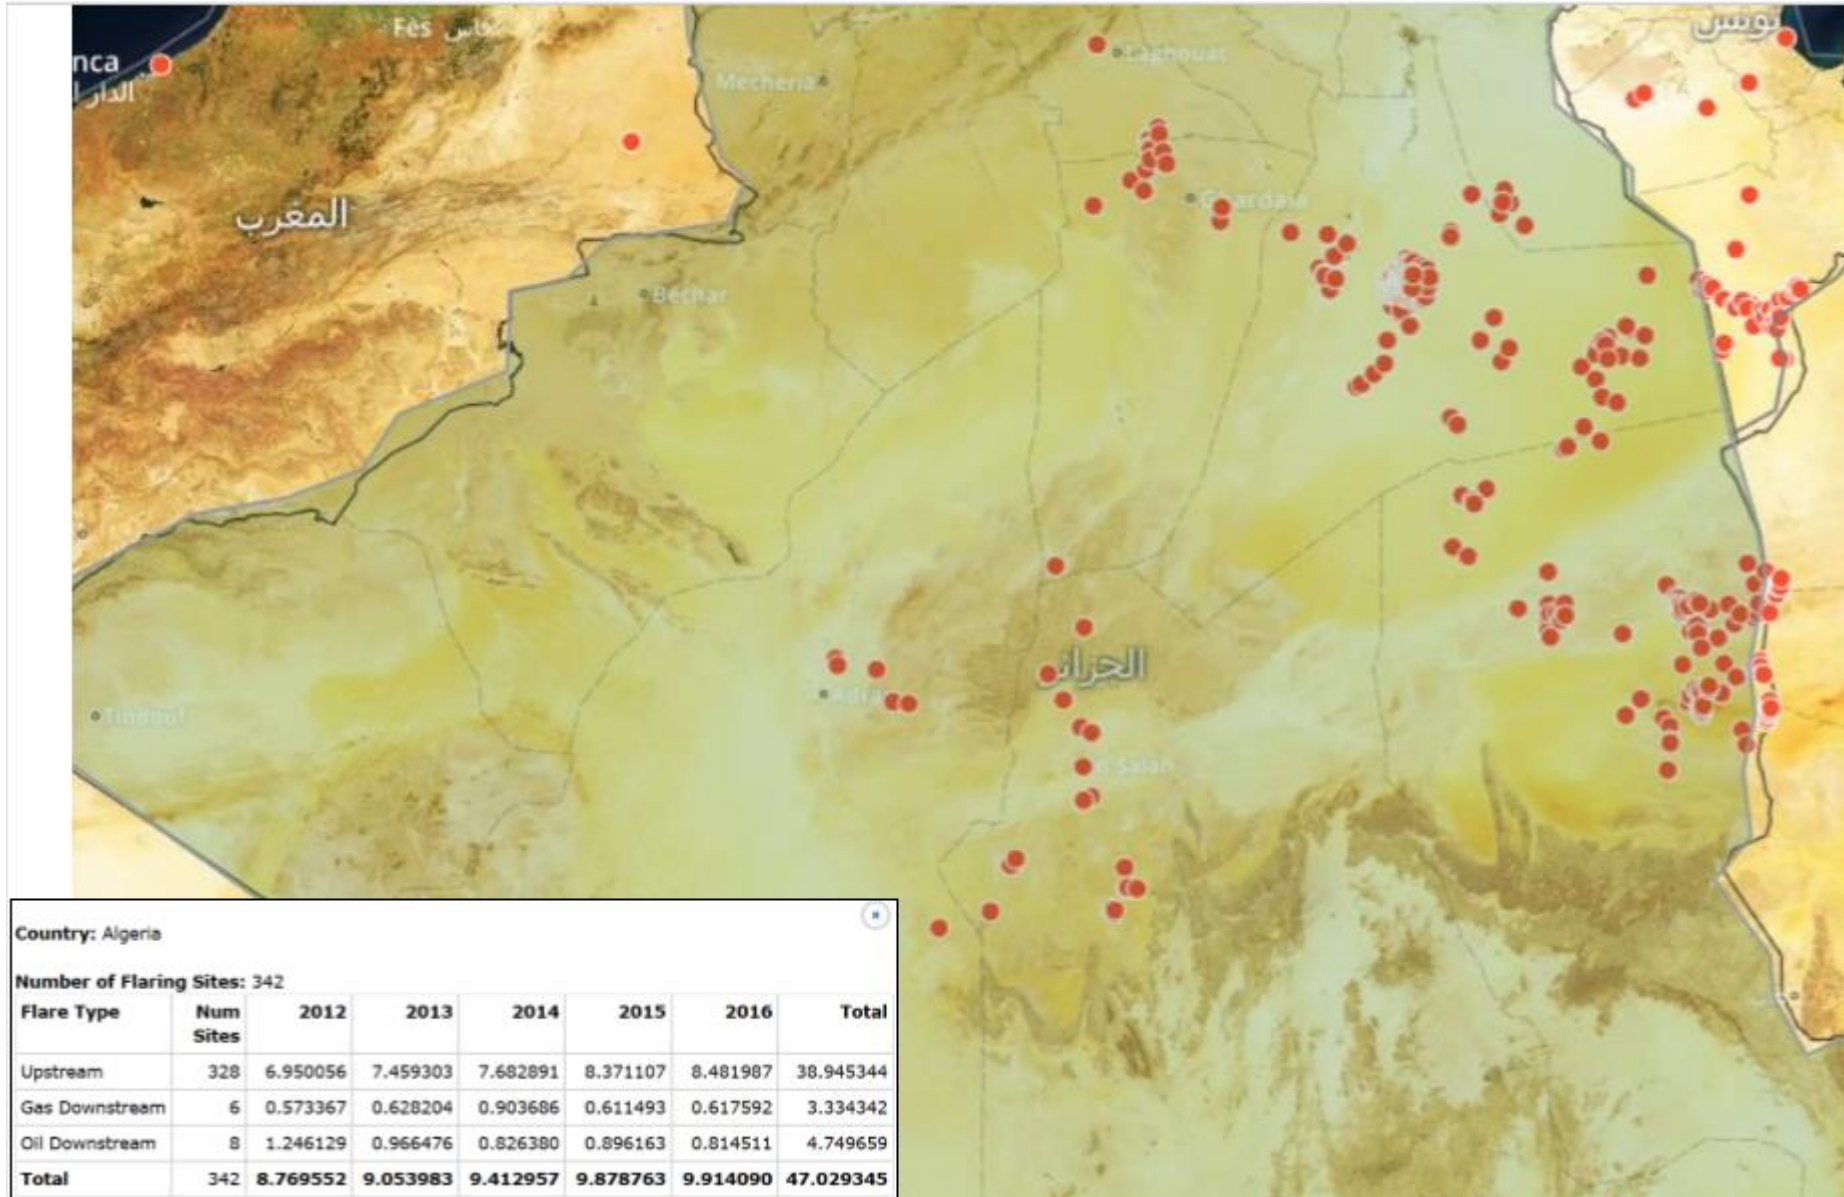 nca
الدار ا
Fès فاس
المغرب
Mecheria
Laghouat
تونس
Ghardaia
Béchar
الجزائر
Adrar
Tindouf
n Salah
Country: Algeria
Number of Flaring Sites: 342
Flare Type Num Sites 2012 2013 2014 2015 2016 Total
Upstream 328 6.950056 7.459303 7.682891 8.371107 8.481987 38.945344
Gas Downstream 6 0.573367 0.628204 0.903686 0.611493 0.617592 3.334342
Oil Downstream 8 1.246129 0.966476 0.826380 0.896163 0.814511 4.749659
Total 342 8.769552 9.053983 9.412957 9.878763 9.914090 47.029345